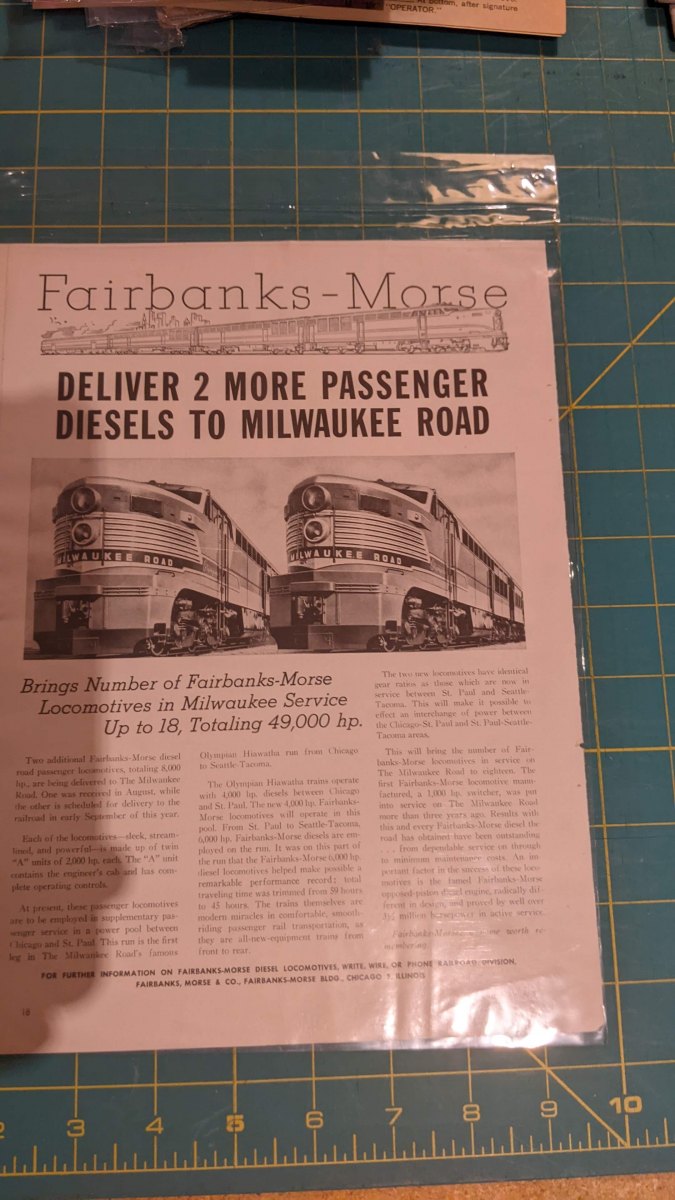 At bottom, after signature
"OPERATOR."
Fairbanks-Morse
DELIVER 2 MORE PASSENGER
DIESELS TO MILWAUKEE ROAD
MILWAUKEE ROAD
MILWAUKEE ROAD
Brings Number of Fairbanks-Morse
Locomotives in Milwaukee Service
Up to 18, Totaling 49,000 hp.
Two additional Fairbanks-Morse diesel
road passenger locomotives, totaling 8,000
hp., are being delivered to The Milwaukee
Road. One was received in August, while
the other is scheduled for delivery to the
railroad in early September of this year.
Each of the locomotives—sleek, stream-
lined, and powerful—is made up of twin
"A" units of 2,000 hp. each. The "A" unit
contains the engineer's cab and has com-
plete operating controls.
At present, these passenger locomotives
are to be employed in supplementary pas-
senger service in a power pool between
Chicago and St. Paul. This run is the first
leg in The Milwaukee Road's famous
Olympian Hiawatha run from Chicago
to Seattle-Tacoma.
The Olympian Hiawatha trains operate
with 4,000 hp. diesels between Chicago
and St. Paul. The new 4,000 hp. Fairbanks-
Morse locomotives will operate in this
pool. From St. Paul to Seattle-Tacoma,
6,000 hp. Fairbanks-Morse diesels are em-
ployed on the run. It was on this part of
the run that the Fairbanks-Morse 6,000 hp.
diesel locomotives helped make possible a
remarkable performance record; total
traveling time was trimmed from 59 hours
to 45 hours. The trains themselves are
modern miracles in comfortable, smooth-
riding passenger rail transportation, as
they are all-new-equipment trains from
front to rear.
The two new locomotives have identical
gear ratios as those which are now in
service between St. Paul and Seattle-
Tacoma. This will make it possible to
effect an interchange of power between
the Chicago-St. Paul and St. Paul-Seattle-
Tacoma areas.
This will bring the number of Fair-
banks-Morse locomotives in service on
The Milwaukee Road to eighteen. The
first Fairbanks-Morse locomotive manu-
factured, a 1,000 hp. switcher, was put
into service on The Milwaukee Road
more than three years ago. Results with
this and every Fairbanks-Morse diesel the
road has obtained have been outstanding
. . . from dependable service on through
to minimum maintenance costs. An im-
portant factor in the success of these loco-
motives is the famed Fairbanks-Morse
opposed-piston diesel engine, radically dif-
ferent in design, and proved by well over
3½ million horsepower in active service.
Fairbanks-Morse, a name worth re-
membering.
FOR FURTHER INFORMATION ON FAIRBANKS-MORSE DIESEL LOCOMOTIVES, WRITE, WIRE, OR PHONE RAILROAD DIVISION,
FAIRBANKS, MORSE & CO., FAIRBANKS-MORSE BLDG., CHICAGO 5, ILLINOIS
18
2 3 4 5 6 7 8 9 10